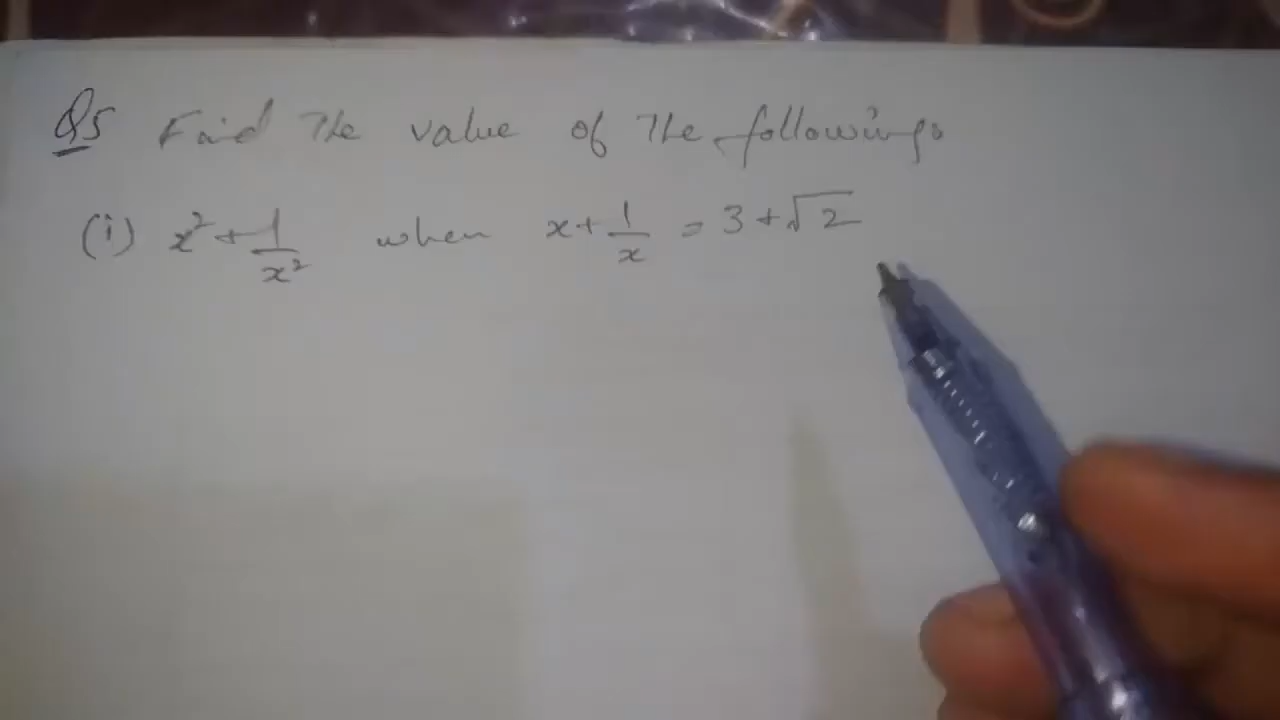 Q5 Find The value of The followings
(i) x² + 1/x² when x + 1/x = 3 + √2